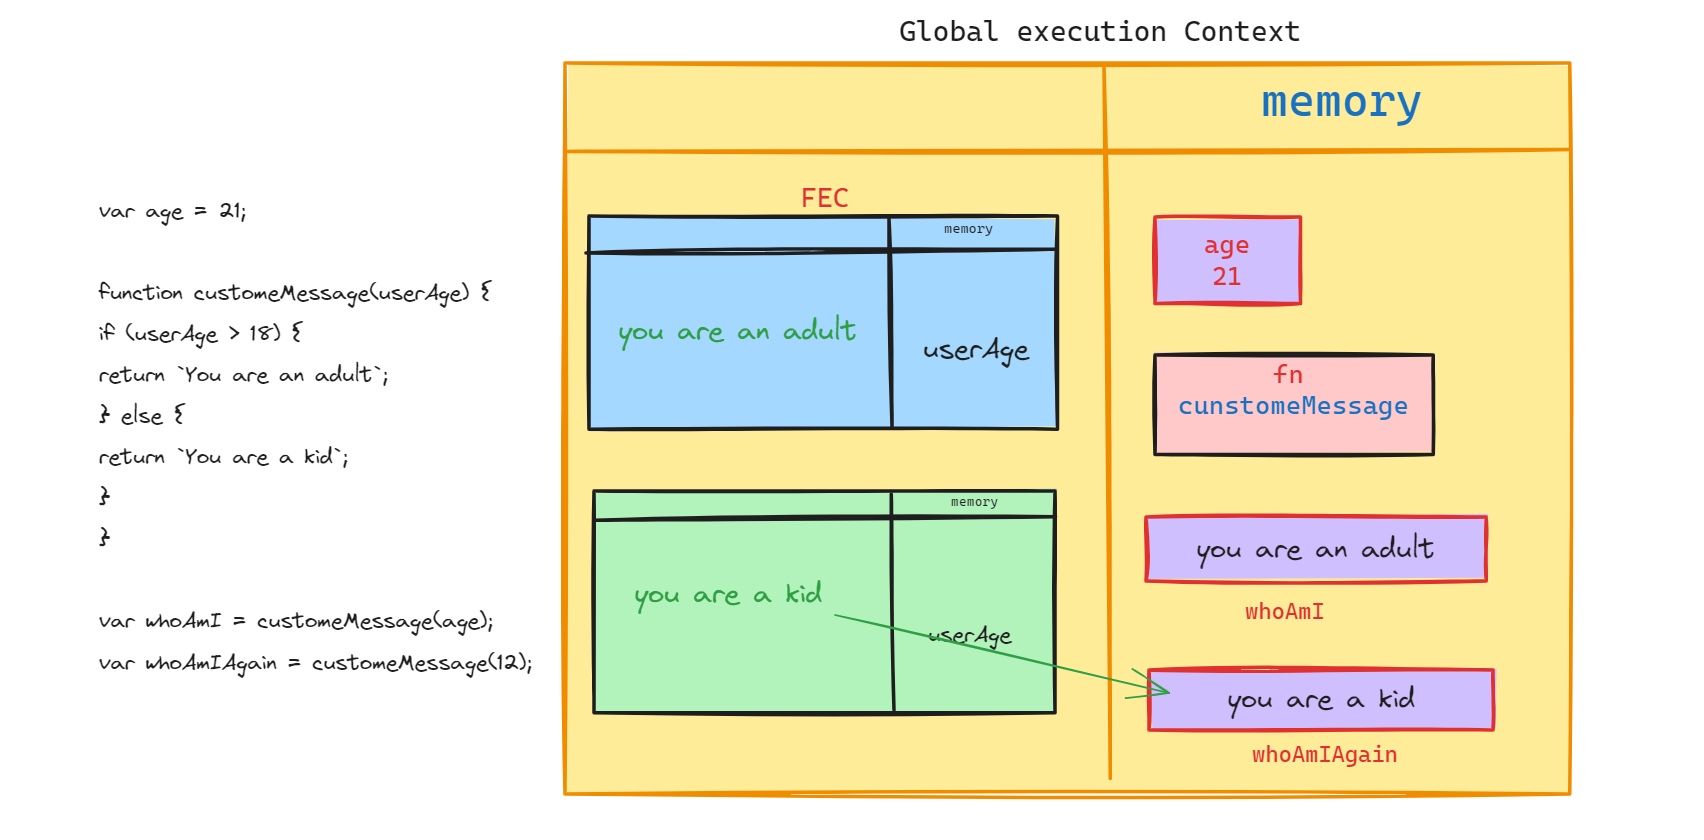 Global execution Context
memory
var age = 21;
function customeMessage(userAge) {
if (userAge > 18) {
return `You are an adult`;
} else {
return `You are a kid`;
}
}
var whoAmI = customeMessage(age);
var whoAmIAgain = customeMessage(12);
FEC
memory
you are an adult
userAge
memory
you are a kid
userAge
age
21
fn
cunstomeMessage
you are an adult
whoAmI
you are a kid
whoAmIAgain